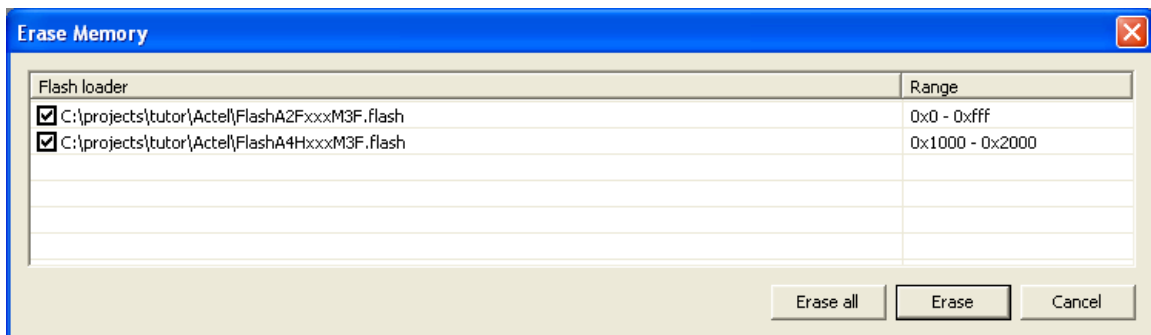 Erase Memory
Flash loader Range
C:\projects\tutor\Actel\FlashA2FxxxM3F.flash 0x0 - 0xfff
C:\projects\tutor\Actel\FlashA4HxxxM3F.flash 0x1000 - 0x2000
Erase all Erase Cancel